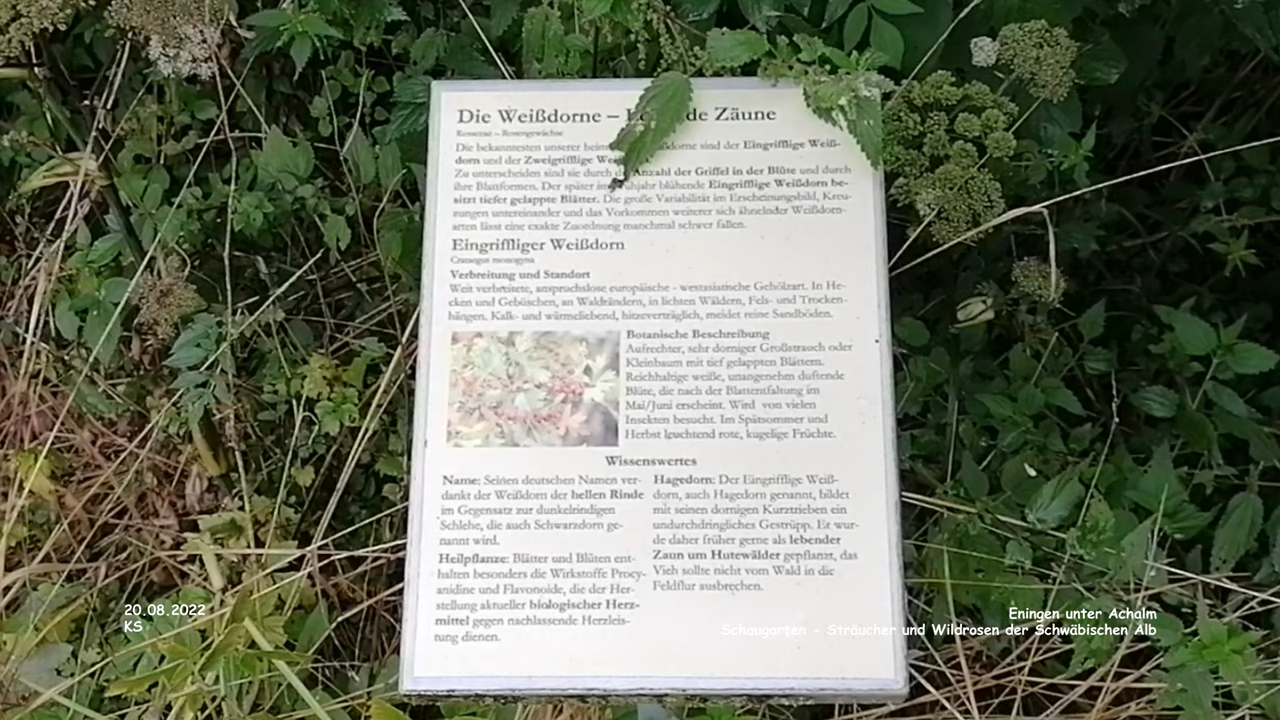 Die Weißdorne – de Zäune
Rosaceae – Rosengewächse
Die bekanntesten unserer heim ßdorne sind der Eingrifflige Weiß-
dorn und der Zweigrifflige Wei
Zu unterscheiden sind sie durch d Anzahl der Griffel in der Blüte und durch
ihre Blattformen. Der später im ühjahr blühende Eingrifflige Weißdorn be-
sitzt tiefer gelappte Blätter. Die große Variabilität im Erscheinungsbild, Kreu-
zungen untereinander und das Vorkommen weiterer sich ähnelnder Weißdorn-
arten lässt eine exakte Zuordnung manchmal schwer fallen.
Eingriffliger Weißdorn
Crataegus monogyna
Verbreitung und Standort
Weit verbreitete, anspruchslose europäische - westasiatische Gehölzart. In He-
cken und Gebüschen, an Waldrändern, in lichten Wäldern, Fels- und Trocken-
hängen. Kalk- und wärmeliebend, hitzeverträglich, meidet reine Sandböden.
Botanische Beschreibung
Aufrechter, sehr dorniger Großstrauch oder
Kleinbaum mit tief gelappten Blättern.
Reichhaltige weiße, unangenehm duftende
Blüte, die nach der Blattentfaltung im
Mai/Juni erscheint. Wird von vielen
Insekten besucht. Im Spätsommer und
Herbst leuchtend rote, kugelige Früchte.
Wissenswertes
Name: Seinen deutschen Namen ver-
dankt der Weißdorn der hellen Rinde
im Gegensatz zur dunkelrindigen
Schlehe, die auch Schwarzdorn ge-
nannt wird.
Heilpflanze: Blätter und Blüten ent-
halten besonders die Wirkstoffe Procy-
anidine und Flavonoide, die der Her-
stellung aktueller biologischer Herz-
mittel gegen nachlassende Herzleis-
tung dienen.
Hagedorn: Der Eingrifflige Weiß-
dorn, auch Hagedorn genannt, bildet
mit seinen dornigen Kurztrieben ein
undurchdringliches Gestrüpp. Er wur-
de daher früher gerne als lebender
Zaun um Hutewälder gepflanzt, das
Vieh sollte nicht vom Wald in die
Feldflur ausbrechen.
20.08.2022
KS
Eningen unter Achalm
Schaugarten - Sträucher und Wildrosen der Schwäbischen Alb